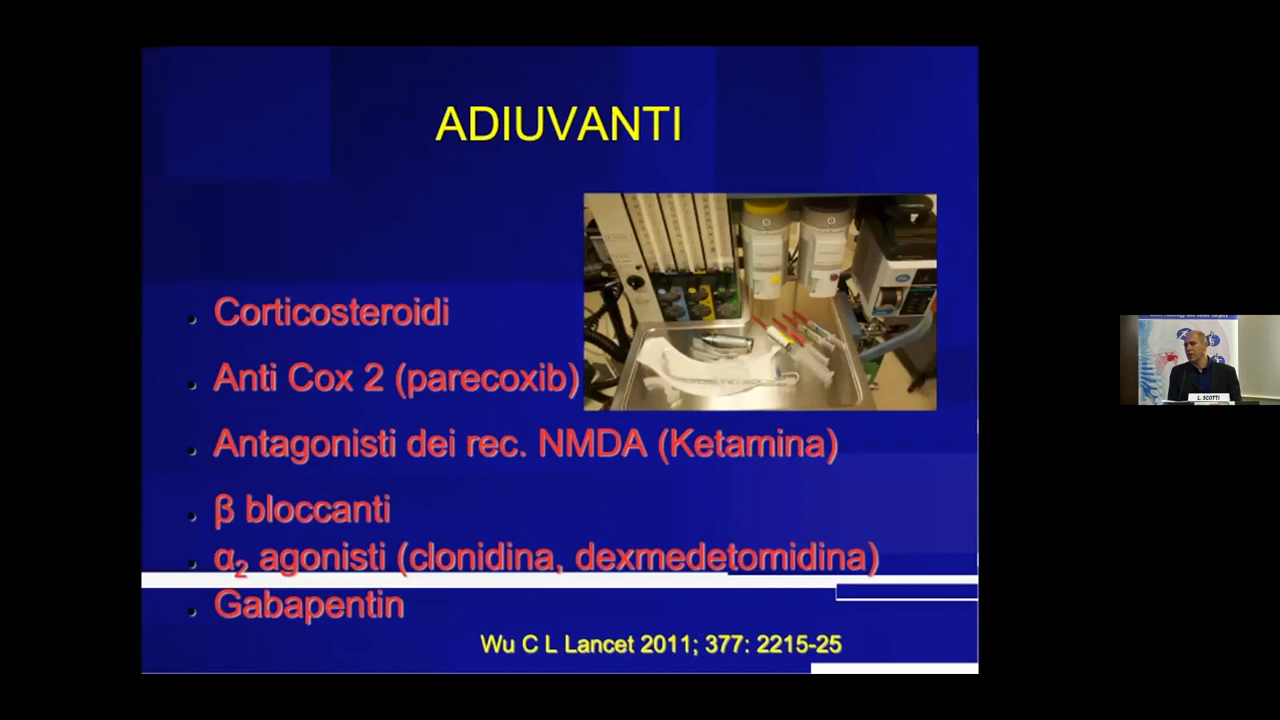 ADIUVANTI
Corticosteroidi
Anti Cox 2 (parecoxib)
Antagonisti dei rec. NMDA (Ketamina)
β bloccanti
α₂ agonisti (clonidina, dexmedetomidina)
Gabapentin
Wu C L Lancet 2011; 377: 2215-25
L. SCOTTI